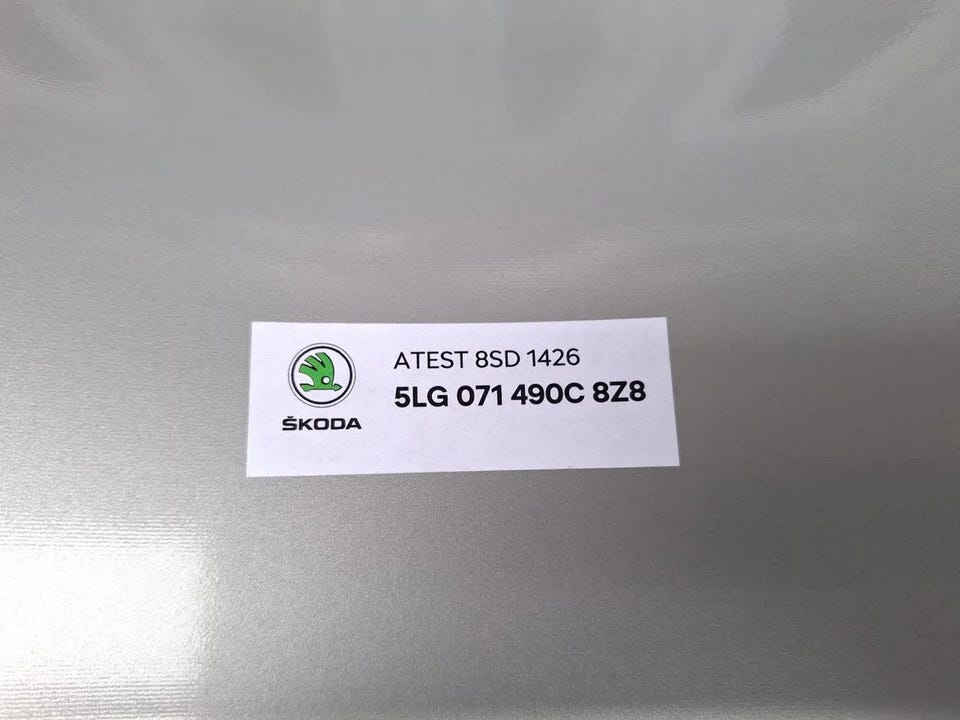 ATEST 8SD 1426
5LG 071 490C 8Z8
ŠKODA